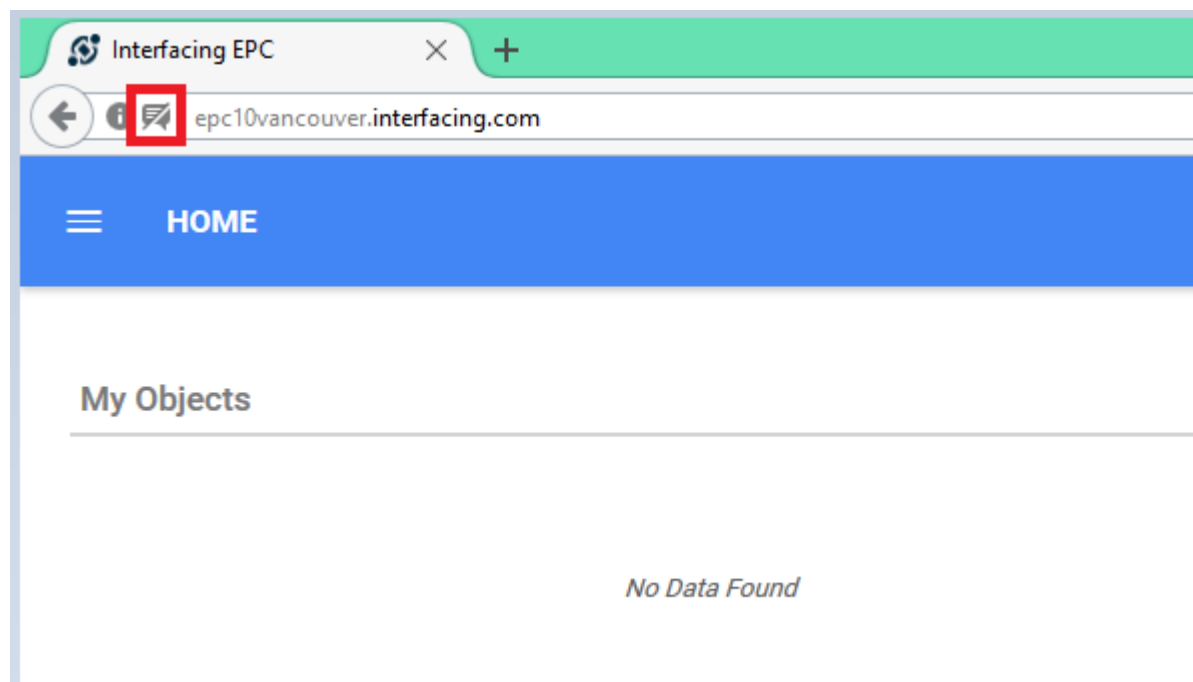 Interfacing EPC
epc10vancouver.interfacing.com
HOME
My Objects
No Data Found